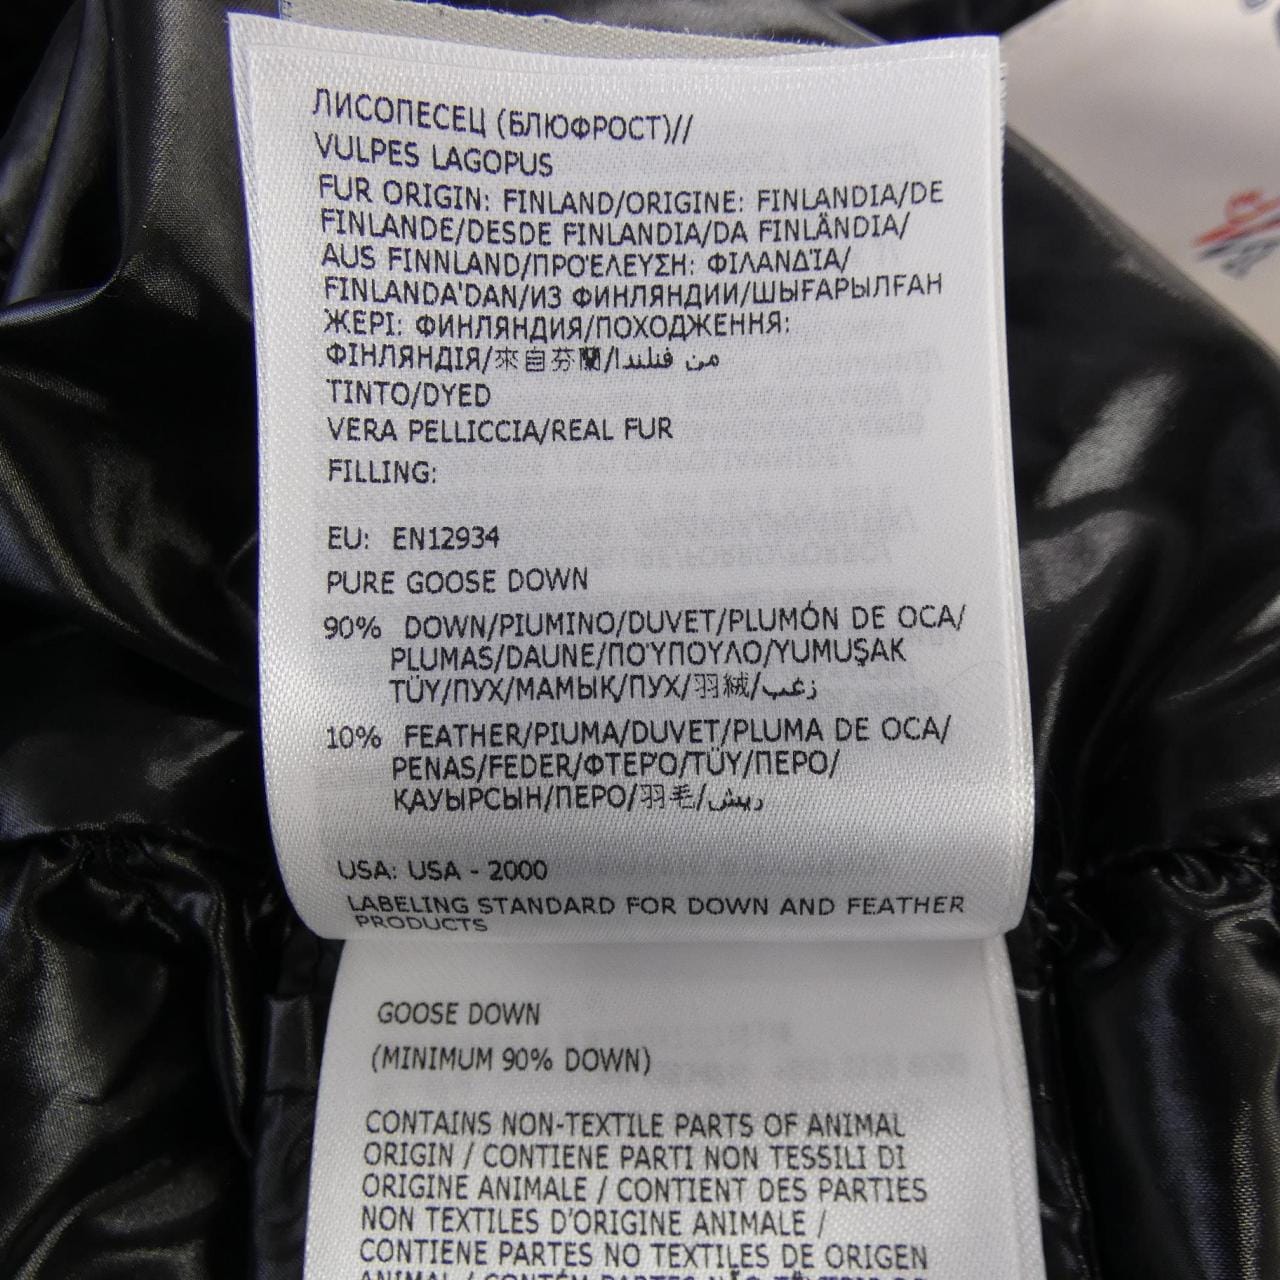 ЛИСОПЕСЕЦ (БЛЮФРОСТ)//
VULPES LAGOPUS
FUR ORIGIN: FINLAND/ORIGINE: FINLANDIA/DE
FINLANDE/DESDE FINLANDIA/DA FINLÂNDIA/
AUS FINNLAND/ΠΡΟΈΛΕΥΣΗ: ΦΙΛΑΝΔΊΑ/
FINLANDA'DAN/ИЗ ФИНЛЯНДИИ/ШЫҒАРЫЛҒАН
ЖЕРІ: ФИНЛЯНДИЯ/ПОХОДЖЕННЯ:
ФІНЛЯНДІЯ/來自芬蘭/من فنلندا
TINTO/DYED
VERA PELLICCIA/REAL FUR
FILLING:
EU: EN12934
PURE GOOSE DOWN
90% DOWN/PIUMINO/DUVET/PLUMÓN DE OCA/
PLUMAS/DAUNE/ΠΟΎΠΟΥΛΟ/YUMUŞAK
TÜY/ПУХ/МАМЫҚ/ПУХ/羽絨/زغب
10% FEATHER/PIUMA/DUVET/PLUMA DE OCA/
PENAS/FEDER/ΦΤΕΡΌ/TÜY/ПЕРО/
ҚАУЫРСЫН/ПЕРО/羽毛/ريش
USA: USA - 2000
LABELING STANDARD FOR DOWN AND FEATHER
PRODUCTS
GOOSE DOWN
(MINIMUM 90% DOWN)
CONTAINS NON-TEXTILE PARTS OF ANIMAL
ORIGIN / CONTIENE PARTI NON TESSILI DI
ORIGINE ANIMALE / CONTIENT DES PARTIES
NON TEXTILES D'ORIGINE ANIMALE /
CONTIENE PARTES NO TEXTILES DE ORIGEN
ANIMAL / CONTÉM PARTES NÃO TÊXTEIS DE